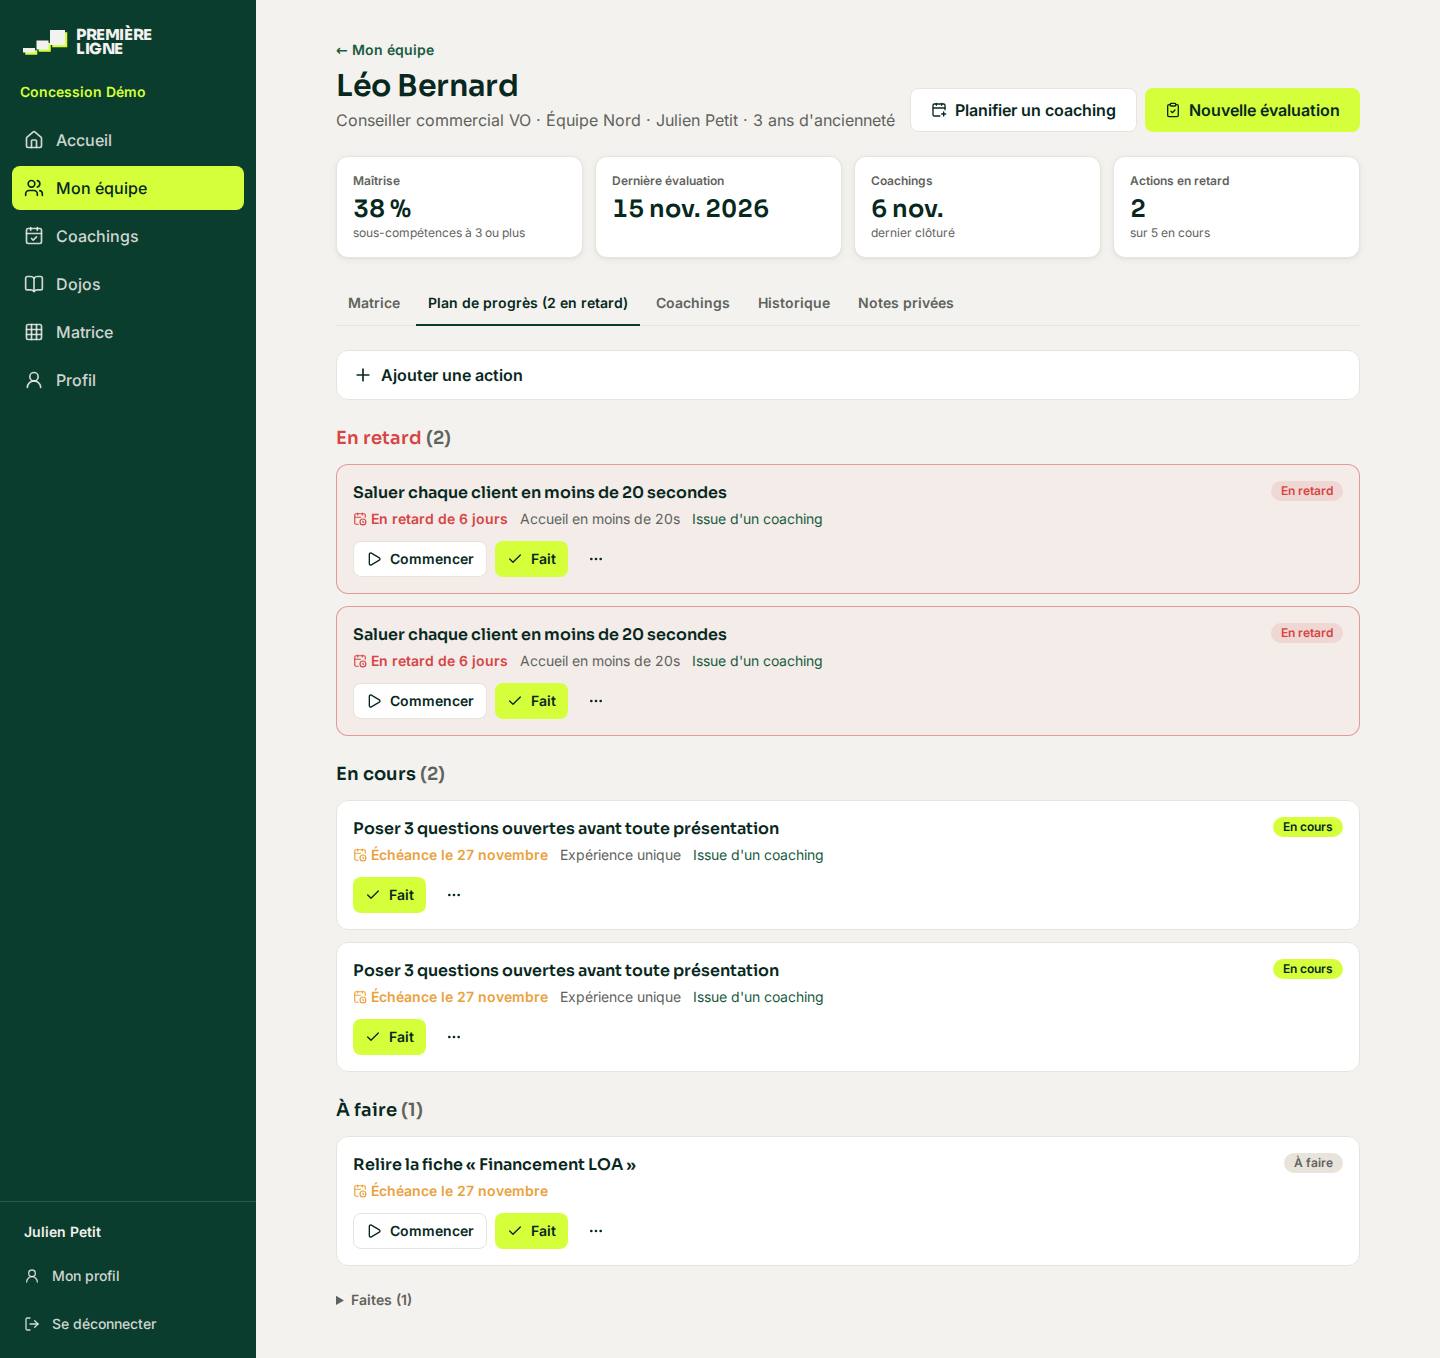 PREMIÈRE
LIGNE
Concession Démo
Accueil
Mon équipe
Coachings
Dojos
Matrice
Profil
Julien Petit
Mon profil
Se déconnecter
← Mon équipe
Léo Bernard
Conseiller commercial VO · Équipe Nord · Julien Petit · 3 ans d'ancienneté
Planifier un coaching
Nouvelle évaluation
Maîtrise
38 %
sous-compétences à 3 ou plus
Dernière évaluation
15 nov. 2026
Coachings
6 nov.
dernier clôturé
Actions en retard
2
sur 5 en cours
Matrice Plan de progrès (2 en retard) Coachings Historique Notes privées
Ajouter une action
En retard (2)
Saluer chaque client en moins de 20 secondes
En retard
En retard de 6 jours Accueil en moins de 20s Issue d'un coaching
Commencer Fait ···
Saluer chaque client en moins de 20 secondes
En retard
En retard de 6 jours Accueil en moins de 20s Issue d'un coaching
Commencer Fait ···
En cours (2)
Poser 3 questions ouvertes avant toute présentation
En cours
Échéance le 27 novembre Expérience unique Issue d'un coaching
Fait ···
Poser 3 questions ouvertes avant toute présentation
En cours
Échéance le 27 novembre Expérience unique Issue d'un coaching
Fait ···
À faire (1)
Relire la fiche « Financement LOA »
À faire
Échéance le 27 novembre
Commencer Fait ···
Faites (1)